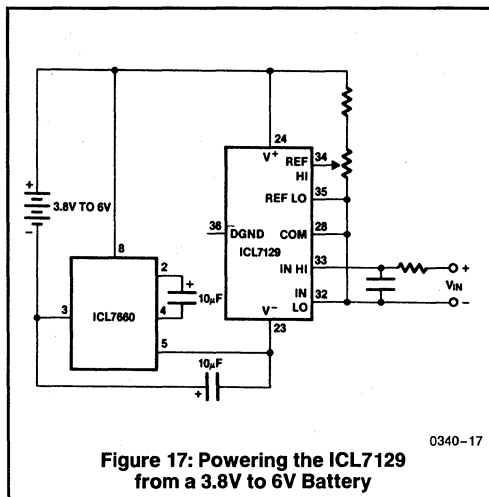 24
V+
REF HI
34
REF LO
35
36
DGND
COM
28
ICL7129
IN HI
33
IN LO
32
V−
23
+
3.8V TO 6V
−
8
2
+
10µF
3
ICL7660
4
5
10µF
+
+
VIN
−
0340–17
Figure 17: Powering the ICL7129
from a 3.8V to 6V Battery